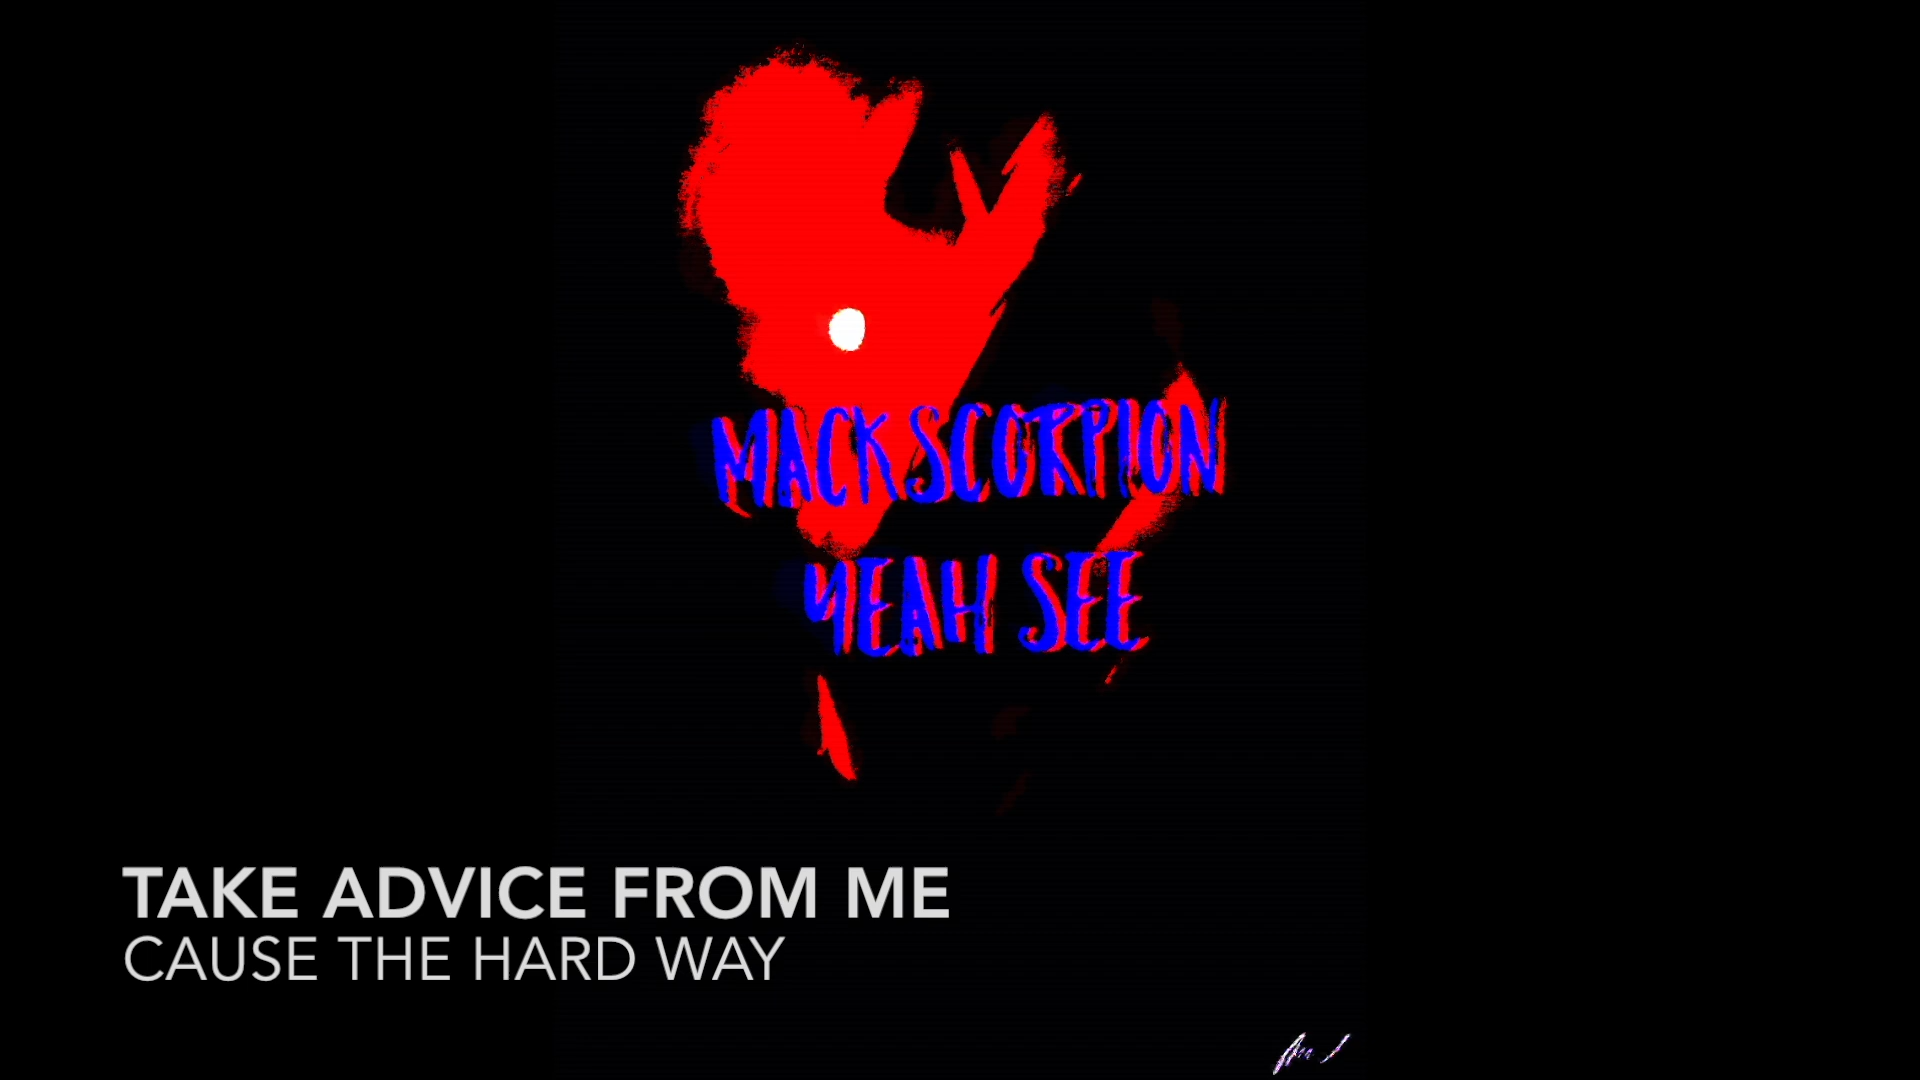 MACK SCORPION
YEAH SEE
TAKE ADVICE FROM ME
CAUSE THE HARD WAY